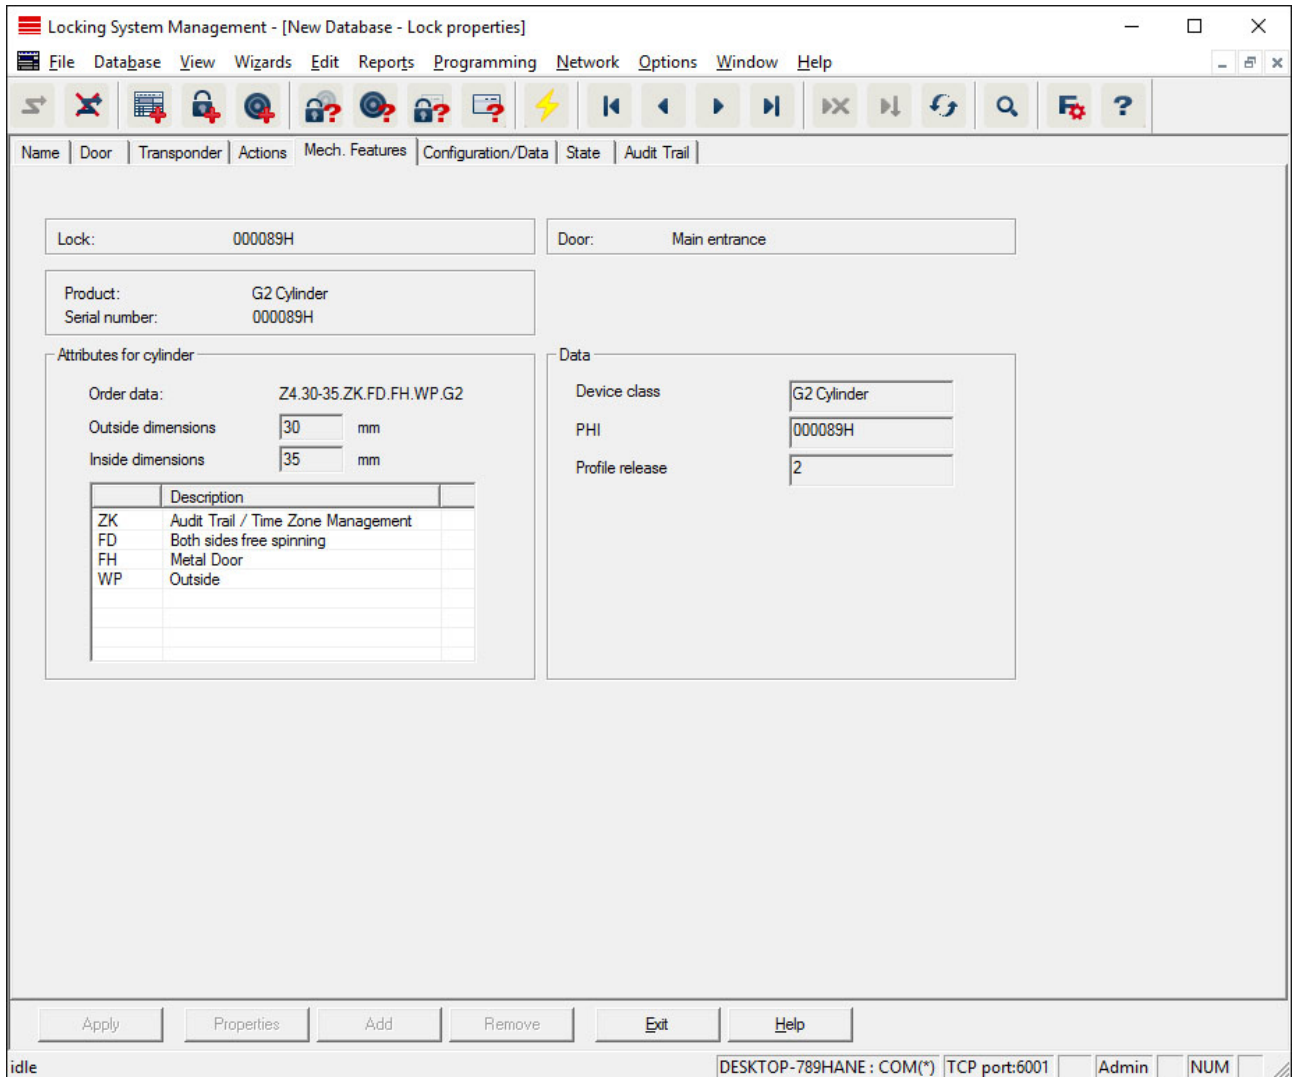 Locking System Management - [New Database - Lock properties]
File Database View Wizards Edit Reports Programming Network Options Window Help
Name Door Transponder Actions Mech. Features Configuration/Data State Audit Trail
Lock: 000089H Door: Main entrance
Product: G2 Cylinder
Serial number: 000089H
Attributes for cylinder
Order data: Z4.30-35.ZK.FD.FH.WP.G2
Outside dimensions 30 mm
Inside dimensions 35 mm
Description
ZK Audit Trail / Time Zone Management
FD Both sides free spinning
FH Metal Door
WP Outside
Data
Device class G2 Cylinder
PHI 000089H
Profile release 2
Apply Properties Add Remove Exit Help
idle DESKTOP-789HANE : COM(*) TCP port:6001 Admin NUM